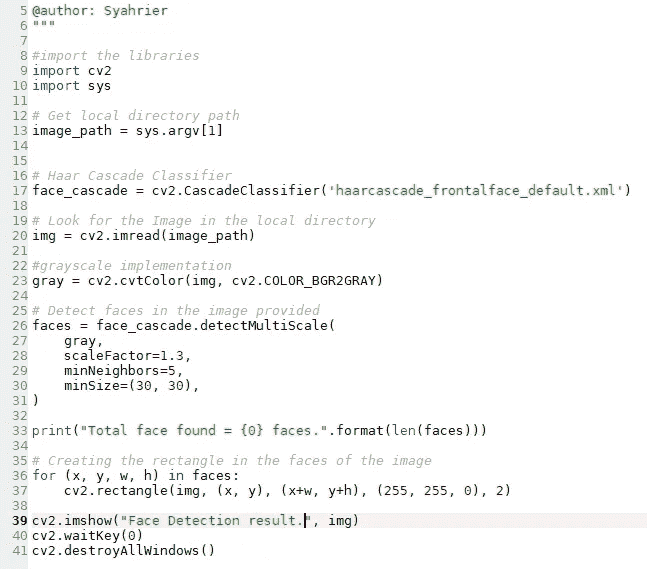 5 @author: Syahrier
6 """
7
8 #import the libraries
9 import cv2
10 import sys
11
12 # Get local directory path
13 image_path = sys.argv[1]
14
15
16 # Haar Cascade Classifier
17 face_cascade = cv2.CascadeClassifier('haarcascade_frontalface_default.xml')
18
19 # Look for the Image in the local directory
20 img = cv2.imread(image_path)
21
22 #grayscale implementation
23 gray = cv2.cvtColor(img, cv2.COLOR_BGR2GRAY)
24
25 # Detect faces in the image provided
26 faces = face_cascade.detectMultiScale(
27     gray,
28     scaleFactor=1.3,
29     minNeighbors=5,
30     minSize=(30, 30),
31 )
32
33 print("Total face found = {0} faces.".format(len(faces)))
34
35 # Creating the rectangle in the faces of the image
36 for (x, y, w, h) in faces:
37     cv2.rectangle(img, (x, y), (x+w, y+h), (255, 255, 0), 2)
38
39 cv2.imshow("Face Detection result.", img)
40 cv2.waitKey(0)
41 cv2.destroyAllWindows()